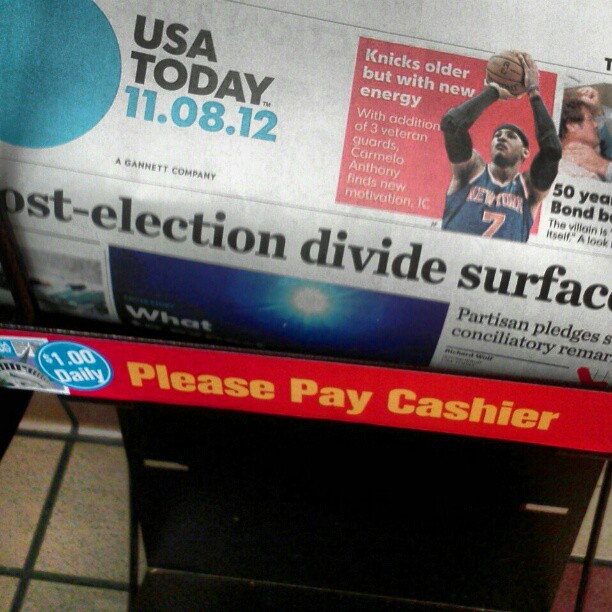 USA
TODAY
11.08.12
A GANNETT COMPANY
Knicks older
but with new
energy
With addition
of 3 veteran
guards,
Carmelo
Anthony
finds new
motivation, 1C
NEW YORK
7
50 yea
Bond b
The villain is
itself." A look
ost-election divide surfac
What
Partisan pledges s
conciliatory remar
Richard Wolf
$1.00
Daily
Please Pay Cashier